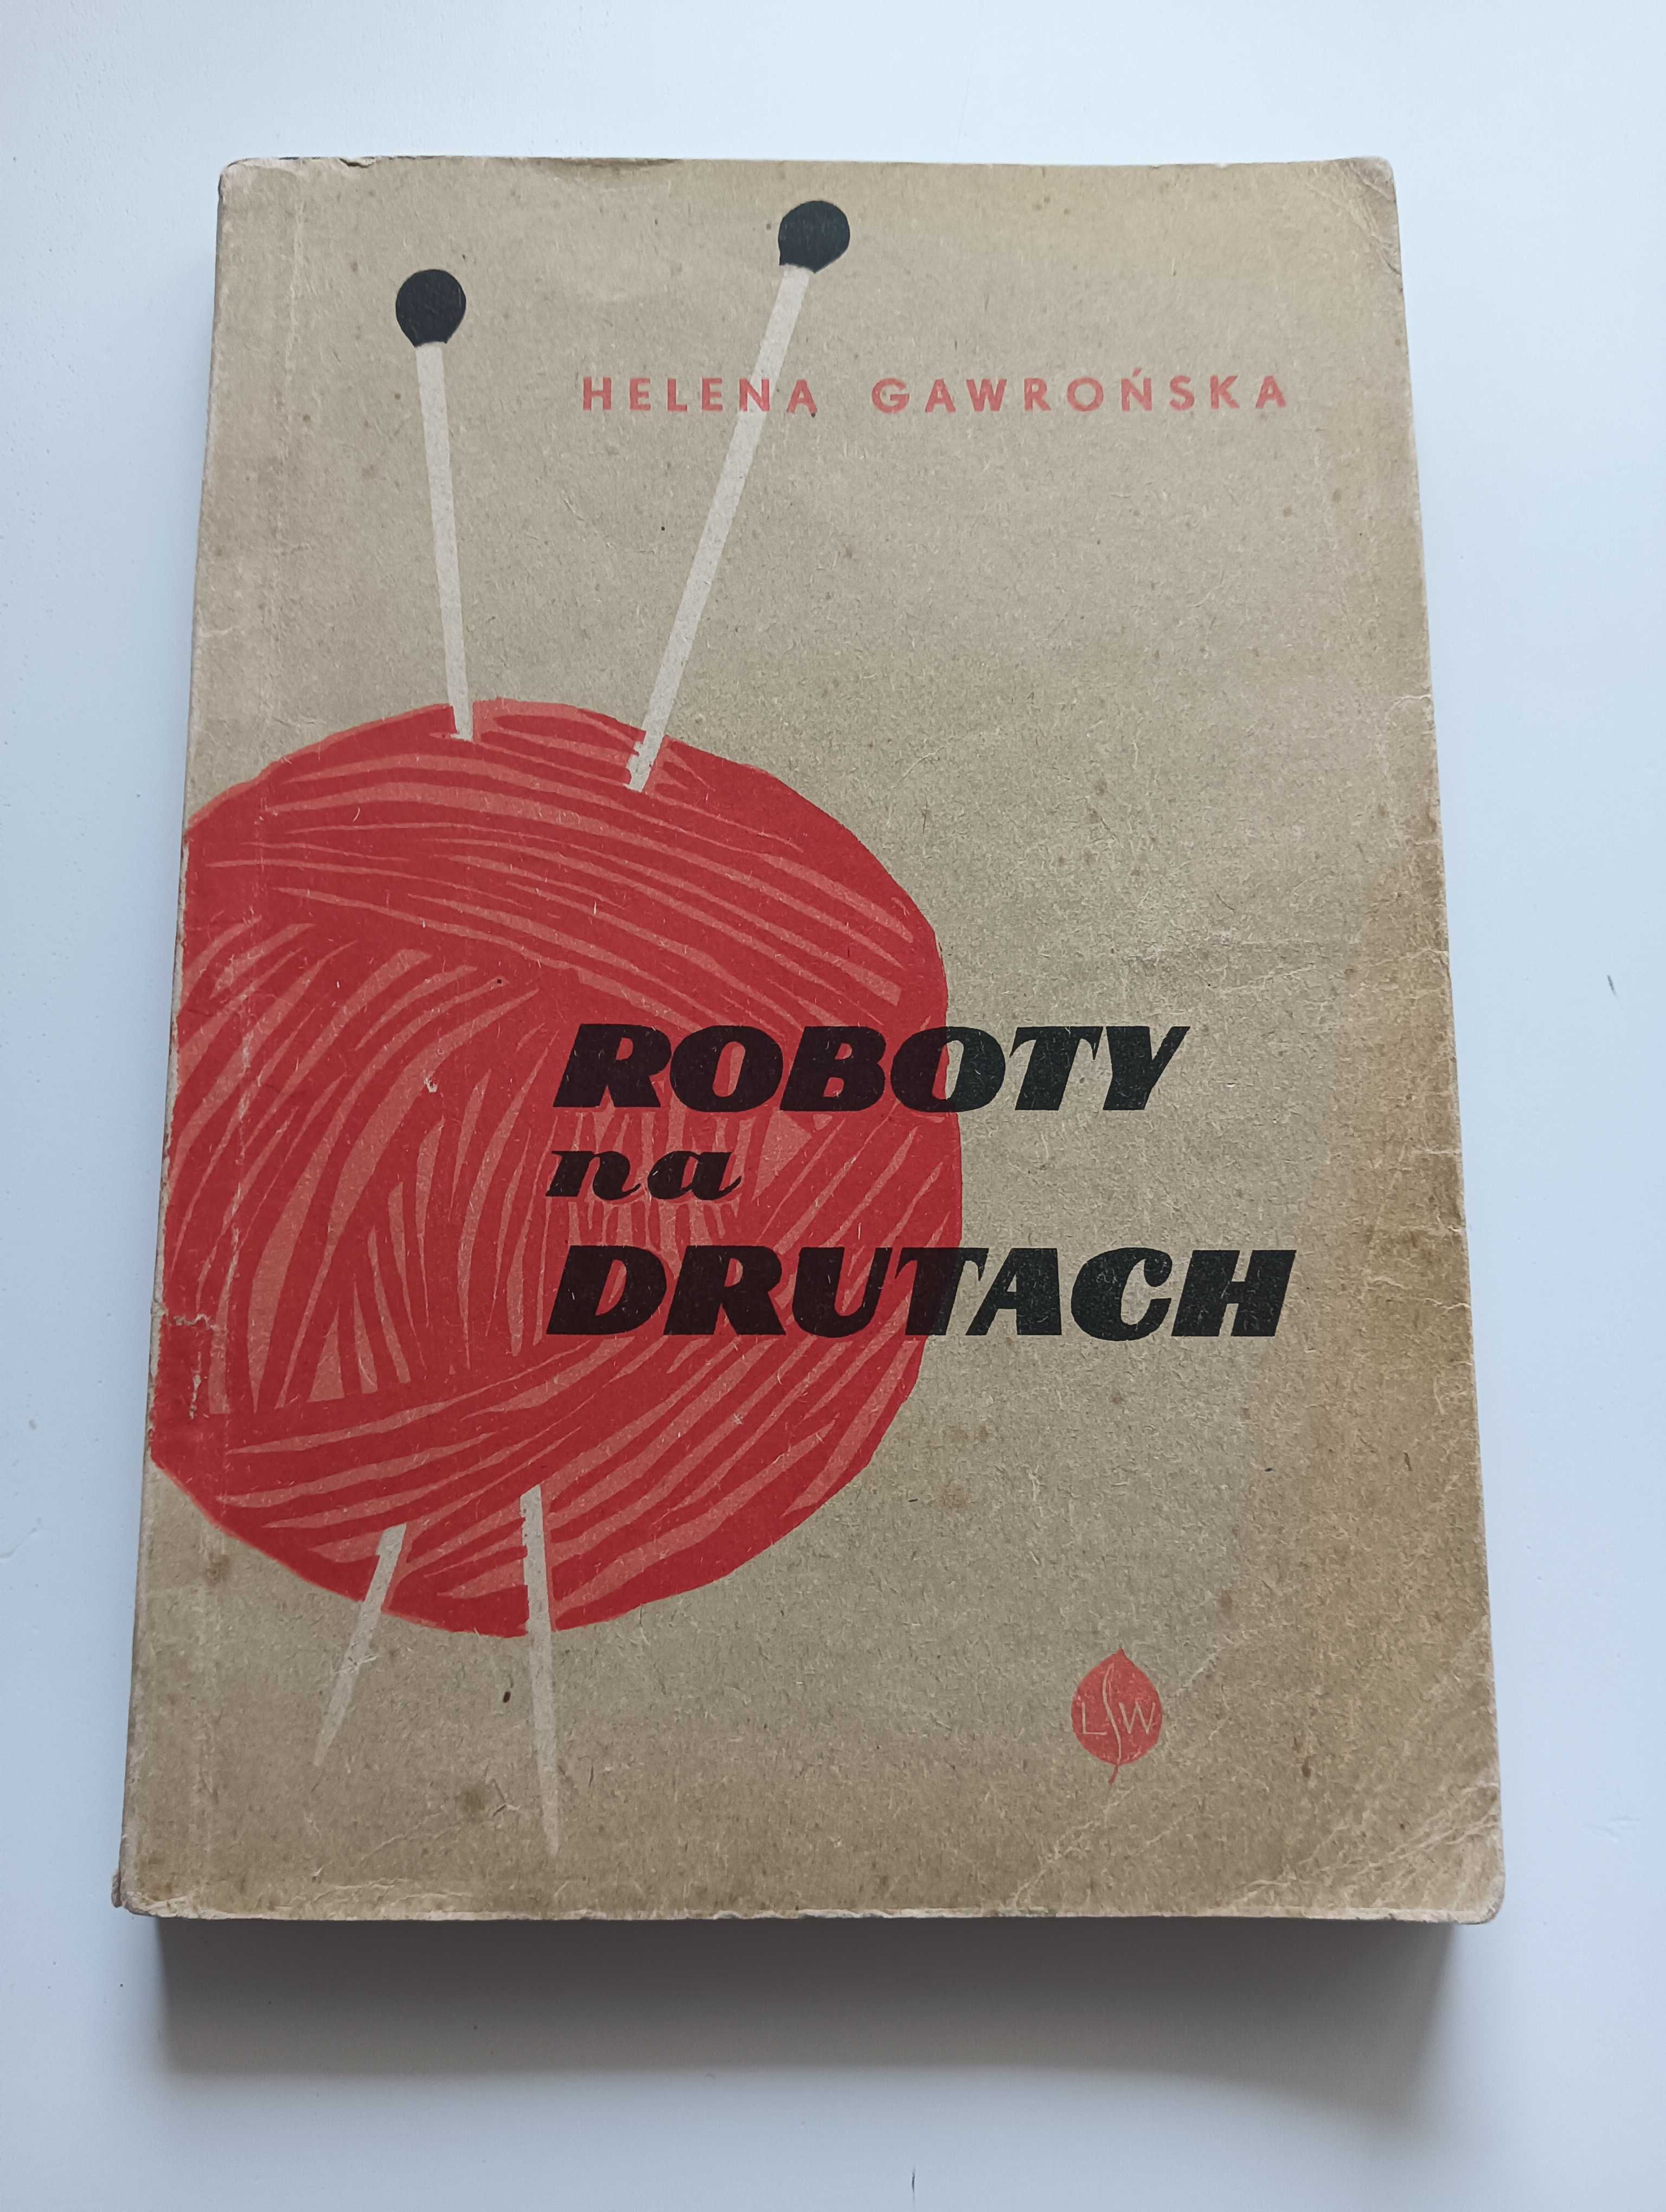 HELENA GAWROŃSKA
ROBOTY
na
DRUTACH
LSW